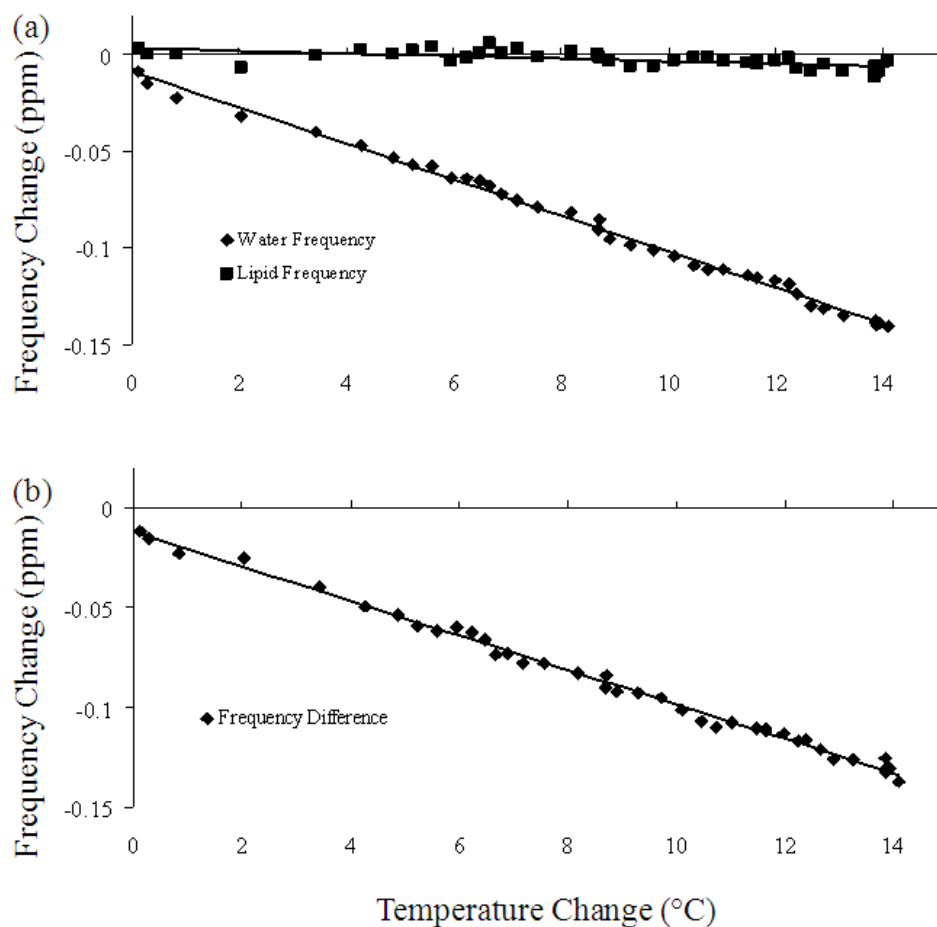 (a)
Frequency Change (ppm)
0
-0.05
-0.1
-0.15
Water Frequency
Lipid Frequency
0 2 4 6 8 10 12 14
(b)
Frequency Change (ppm)
0
-0.05
-0.1
-0.15
Frequency Difference
0 2 4 6 8 10 12 14
Temperature Change (°C)